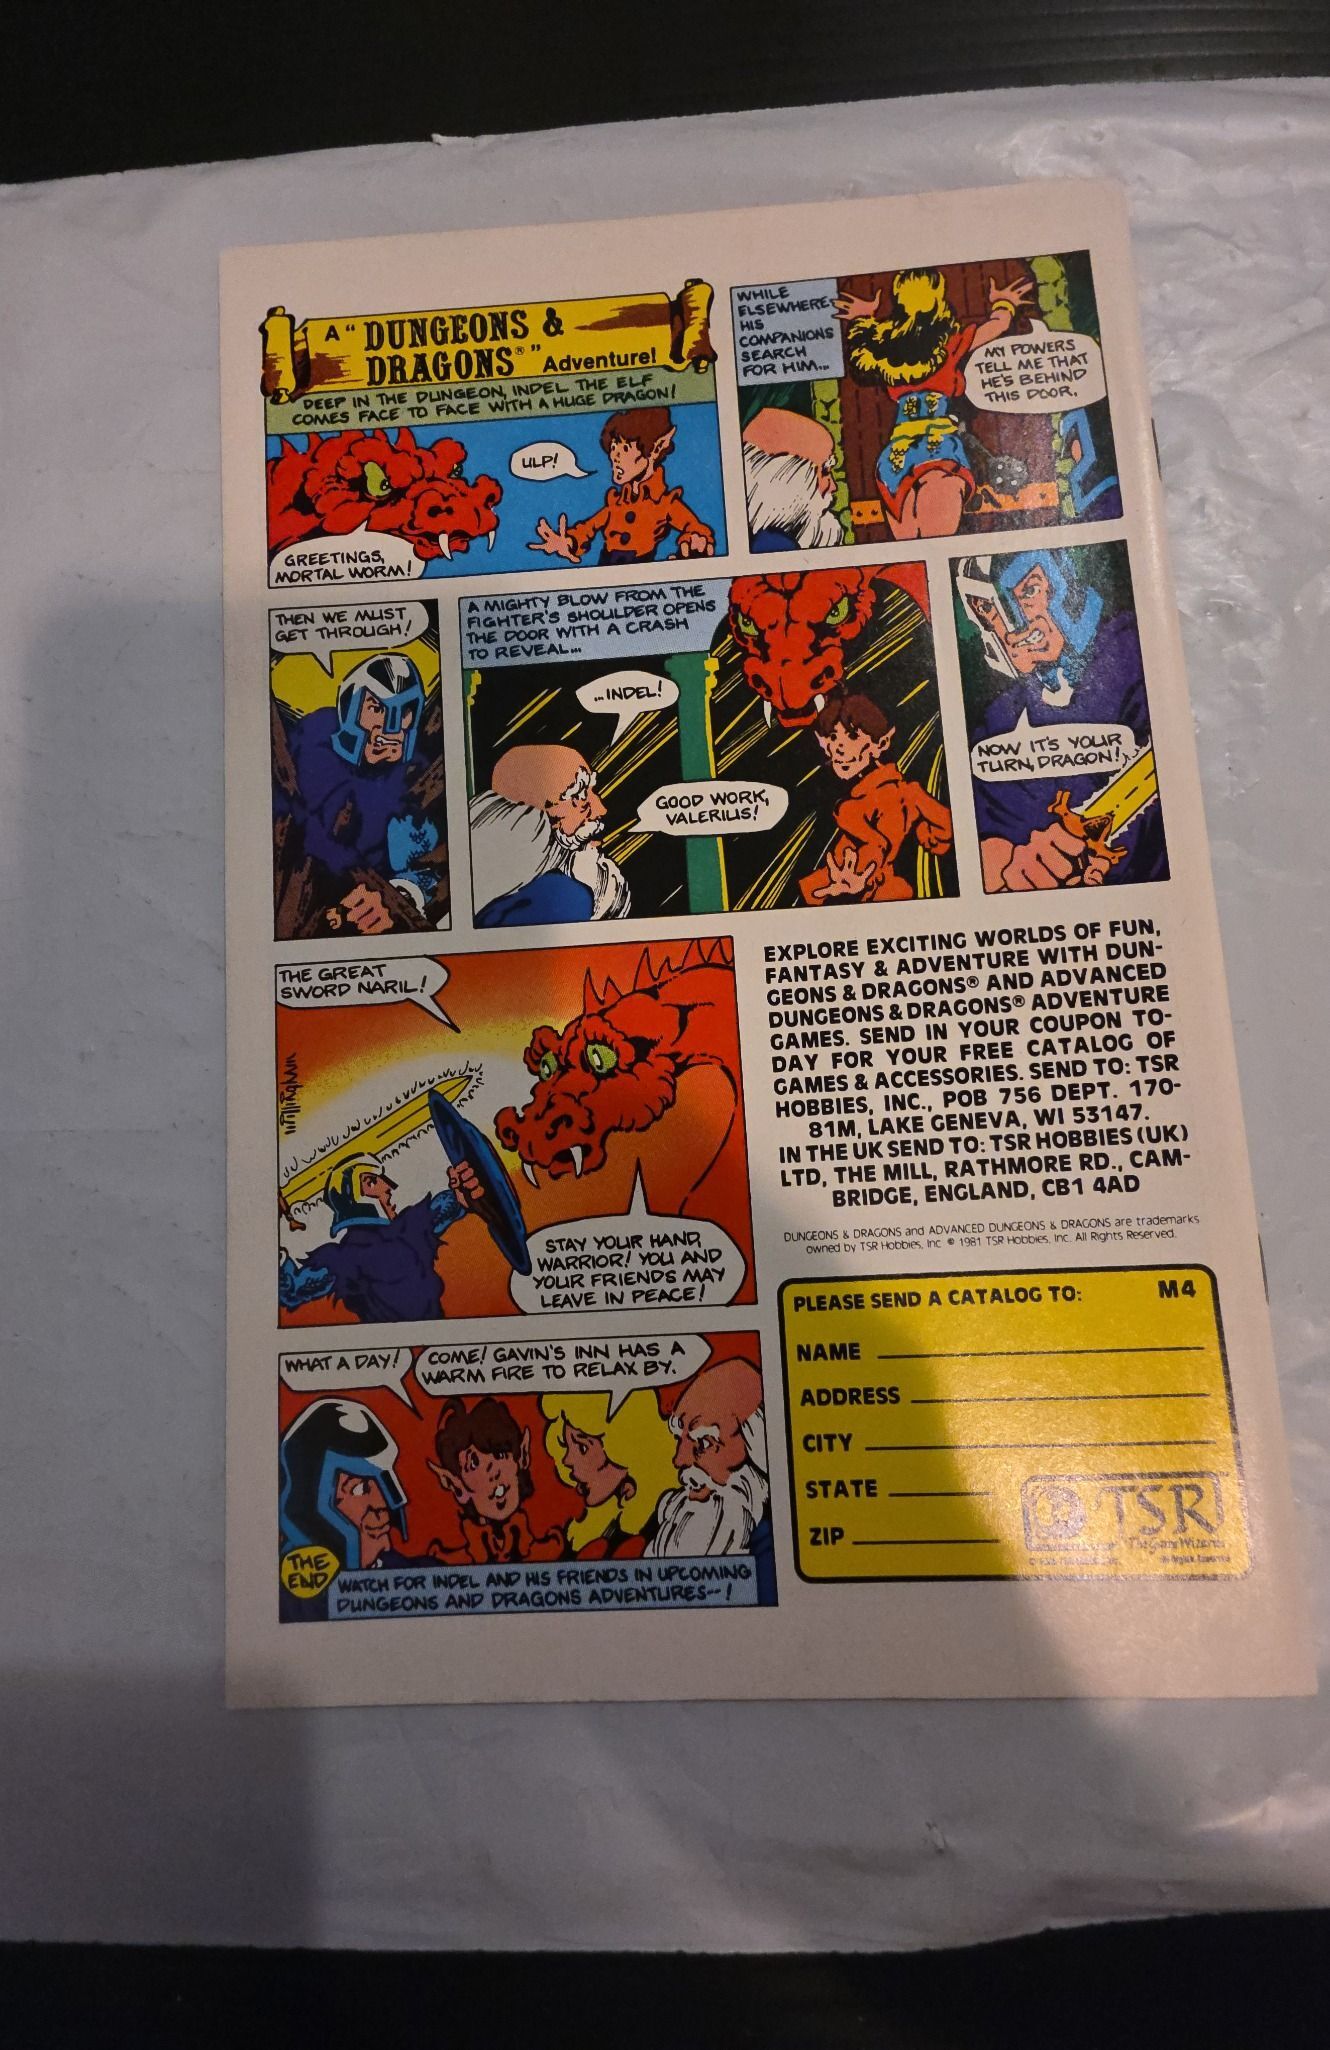 A "DUNGEONS &
DRAGONS®" Adventure!
DEEP IN THE DUNGEON, INDEL THE ELF
COMES FACE TO FACE WITH A HUGE DRAGON!
ULP!
GREETINGS,
MORTAL WORM!
WHILE
ELSEWHERE,
HIS
COMPANIONS
SEARCH
FOR HIM...
MY POWERS
TELL ME THAT
HE'S BEHIND
THIS DOOR.
THEN WE MUST
GET THROUGH!
A MIGHTY BLOW FROM THE
FIGHTER'S SHOULDER OPENS
THE DOOR WITH A CRASH
TO REVEAL...
...INDEL!
GOOD WORK,
VALERIUS!
NOW IT'S YOUR
TURN, DRAGON!
THE GREAT
SWORD NARIL!
STAY YOUR HAND,
WARRIOR! YOU AND
YOUR FRIENDS MAY
LEAVE IN PEACE!
WHAT A DAY!
COME! GAVIN'S INN HAS A
WARM FIRE TO RELAX BY.
THE
END
WATCH FOR INDEL AND HIS FRIENDS IN UPCOMING
DUNGEONS AND DRAGONS ADVENTURES--!
EXPLORE EXCITING WORLDS OF FUN,
FANTASY & ADVENTURE WITH DUN-
GEONS & DRAGONS® AND ADVANCED
DUNGEONS & DRAGONS® ADVENTURE
GAMES. SEND IN YOUR COUPON TO-
DAY FOR YOUR FREE CATALOG OF
GAMES & ACCESSORIES. SEND TO: TSR
HOBBIES, INC., POB 756 DEPT. 170-
81M, LAKE GENEVA, WI 53147.
IN THE UK SEND TO: TSR HOBBIES (UK)
LTD, THE MILL, RATHMORE RD., CAM-
BRIDGE, ENGLAND, CB1 4AD
DUNGEONS & DRAGONS and ADVANCED DUNGEONS & DRAGONS are trademarks
owned by TSR Hobbies, Inc © 1981 TSR Hobbies, Inc. All Rights Reserved.
PLEASE SEND A CATALOG TO: M4
NAME
ADDRESS
CITY
STATE
ZIP
TSR
The Game Wizards